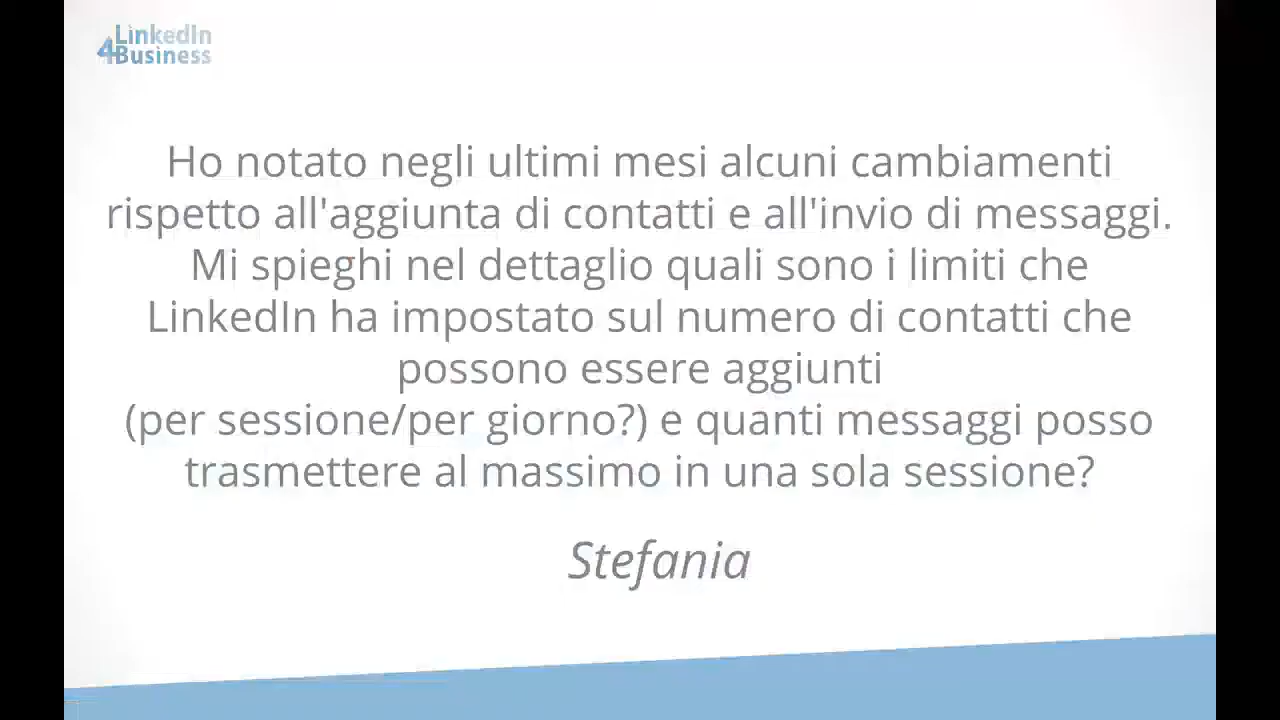 LinkedIn
4Business
Ho notato negli ultimi mesi alcuni cambiamenti
rispetto all'aggiunta di contatti e all'invio di messaggi.
Mi spieghi nel dettaglio quali sono i limiti che
LinkedIn ha impostato sul numero di contatti che
possono essere aggiunti
(per sessione/per giorno?) e quanti messaggi posso
trasmettere al massimo in una sola sessione?
Stefania